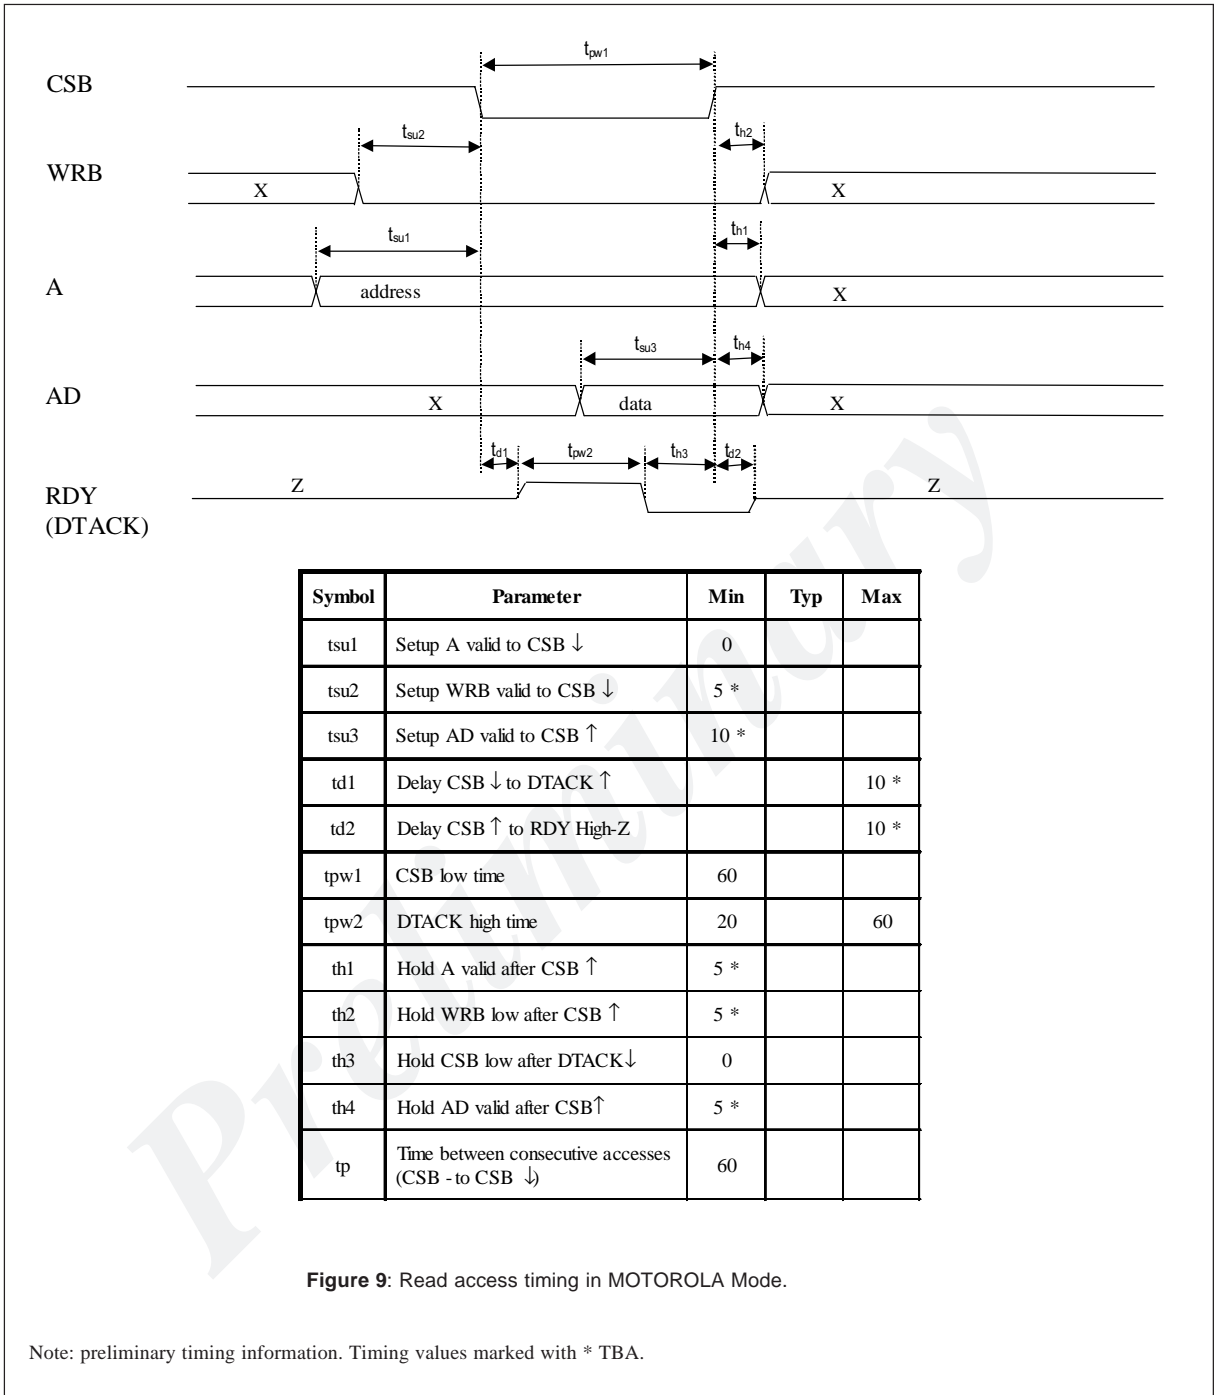 tpw1
CSB
tsu2
th2
WRB
X
X
tsu1
th1
A
address
X
tsu3
th4
AD
X
data
X
td1
tpw2
th3
td2
RDY
(DTACK)
Z
Z
Symbol Parameter Min Typ Max
tsu1 Setup A valid to CSB ↓ 0
tsu2 Setup WRB valid to CSB ↓ 5 *
tsu3 Setup AD valid to CSB ↑ 10 *
td1 Delay CSB ↓ to DTACK ↑ 10 *
td2 Delay CSB ↑ to RDY High-Z 10 *
tpw1 CSB low time 60
tpw2 DTACK high time 20 60
th1 Hold A valid after CSB ↑ 5 *
th2 Hold WRB low after CSB ↑ 5 *
th3 Hold CSB low after DTACK↓ 0
th4 Hold AD valid after CSB↑ 5 *
tp Time between consecutive accesses
(CSB - to CSB ↓) 60
Preliminary
Figure 9: Read access timing in MOTOROLA Mode.
Note: preliminary timing information. Timing values marked with * TBA.